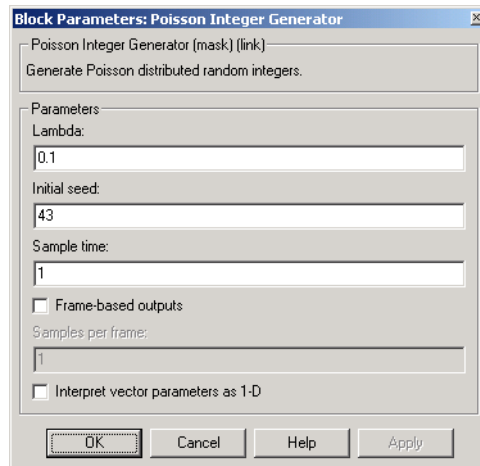 Block Parameters: Poisson Integer Generator
Poisson Integer Generator (mask) (link)
Generate Poisson distributed random integers.
Parameters
Lambda:
0.1
Initial seed:
43
Sample time:
1
Frame-based outputs
Samples per frame:
1
Interpret vector parameters as 1-D
OK Cancel Help Apply